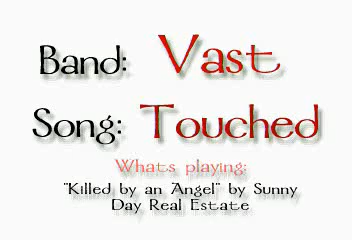 Band: Vast
Song: Touched
Whats playing:
"Killed by an Angel" by Sunny
Day Real Estate